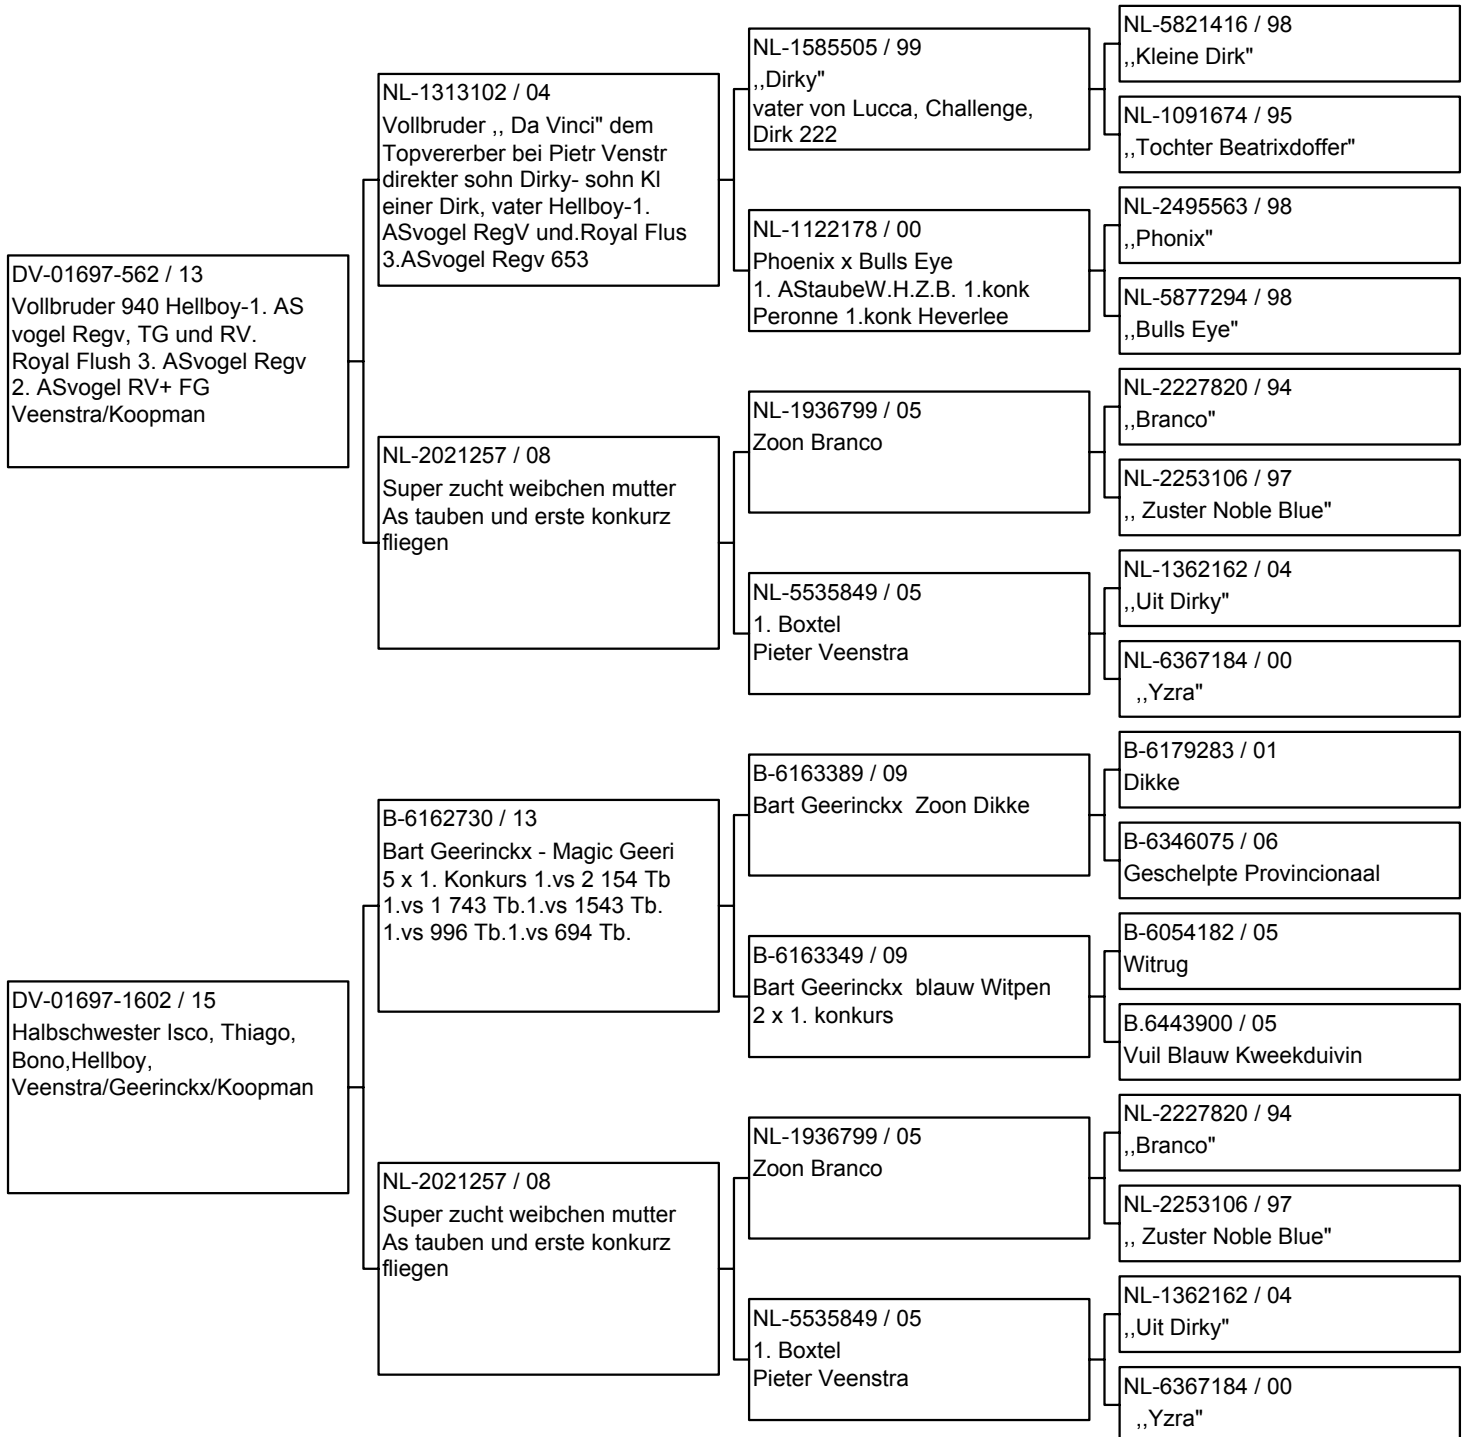 DV-01697-562 / 13
Vollbruder 940 Hellboy-1. AS
vogel Regv, TG und RV.
Royal Flush 3. ASvogel Regv
2. ASvogel RV+ FG
Veenstra/Koopman
DV-01697-1602 / 15
Halbschwester Isco, Thiago,
Bono,Hellboy,
Veenstra/Geerinckx/Koopman
NL-1313102 / 04
Vollbruder ,, Da Vinci" dem
Topvererber bei Pietr Venstr
direkter sohn Dirky- sohn Kl
einer Dirk, vater Hellboy-1.
ASvogel RegV und.Royal Flus
3.ASvogel Regv 653
NL-2021257 / 08
Super zucht weibchen mutter
As tauben und erste konkurz
fliegen
B-6162730 / 13
Bart Geerinckx - Magic Geeri
5 x 1. Konkurs 1.vs 2 154 Tb
1.vs 1 743 Tb.1.vs 1543 Tb.
1.vs 996 Tb.1.vs 694 Tb.
NL-2021257 / 08
Super zucht weibchen mutter
As tauben und erste konkurz
fliegen
NL-1585505 / 99
,,Dirky"
vater von Lucca, Challenge,
Dirk 222
NL-1122178 / 00
Phoenix x Bulls Eye
1. AStaubeW.H.Z.B. 1.konk
Peronne 1.konk Heverlee
NL-1936799 / 05
Zoon Branco
NL-5535849 / 05
1. Boxtel
Pieter Veenstra
B-6163389 / 09
Bart Geerinckx  Zoon Dikke
B-6163349 / 09
Bart Geerinckx  blauw Witpen
2 x 1. konkurs
NL-1936799 / 05
Zoon Branco
NL-5535849 / 05
1. Boxtel
Pieter Veenstra
NL-5821416 / 98
,,Kleine Dirk"
NL-1091674 / 95
,,Tochter Beatrixdoffer"
NL-2495563 / 98
,,Phonix"
NL-5877294 / 98
,,Bulls Eye"
NL-2227820 / 94
,,Branco"
NL-2253106 / 97
,, Zuster Noble Blue"
NL-1362162 / 04
,,Uit Dirky"
NL-6367184 / 00
,,Yzra"
B-6179283 / 01
Dikke
B-6346075 / 06
Geschelpte Provincionaal
B-6054182 / 05
Witrug
B.6443900 / 05
Vuil Blauw Kweekduivin
NL-2227820 / 94
,,Branco"
NL-2253106 / 97
,, Zuster Noble Blue"
NL-1362162 / 04
,,Uit Dirky"
NL-6367184 / 00
,,Yzra"